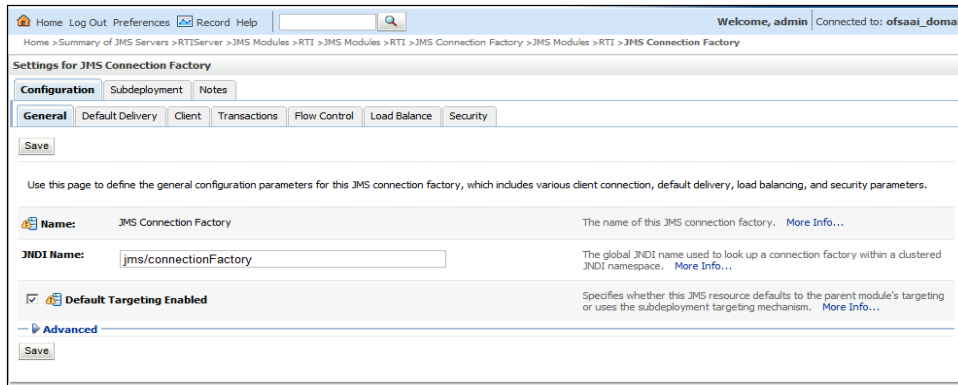 Home Log Out Preferences Record Help Welcome, admin Connected to: ofsaai_doma
Home >Summary of JMS Servers >RTIServer >JMS Modules >RTI >JMS Modules >RTI >JMS Connection Factory >JMS Modules >RTI >JMS Connection Factory
Settings for JMS Connection Factory
Configuration Subdeployment Notes
General Default Delivery Client Transactions Flow Control Load Balance Security
Save
Use this page to define the general configuration parameters for this JMS connection factory, which includes various client connection, default delivery, load balancing, and security parameters.
Name: JMS Connection Factory The name of this JMS connection factory. More Info...
JNDI Name: jms/connectionFactory The global JNDI name used to look up a connection factory within a clustered
JNDI namespace. More Info...
Default Targeting Enabled Specifies whether this JMS resource defaults to the parent module's targeting
or uses the subdeployment targeting mechanism. More Info...
Advanced
Save